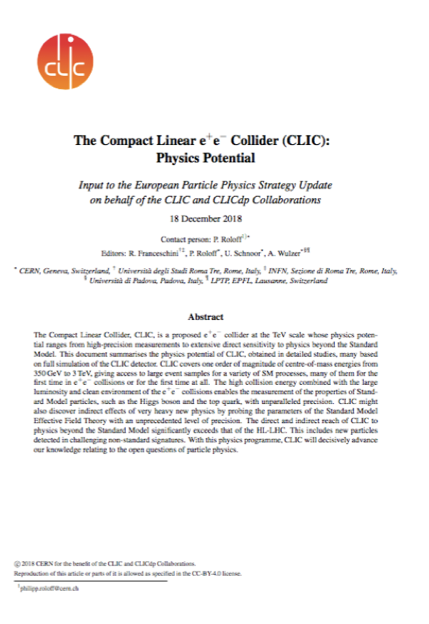 clic
The Compact Linear e+e− Collider (CLIC):
Physics Potential
Input to the European Particle Physics Strategy Update
on behalf of the CLIC and CLICdp Collaborations
18 December 2018
Contact person: P. Roloff†*
Editors: R. Franceschini†‡, P. Roloff*, U. Schnoor*, A. Wulzer*§¶
* CERN, Geneva, Switzerland, † Università degli Studi Roma Tre, Rome, Italy, ‡ INFN, Sezione di Roma Tre, Rome, Italy,
§ Università di Padova, Padova, Italy, ¶ LPTP, EPFL, Lausanne, Switzerland
Abstract
The Compact Linear Collider, CLIC, is a proposed e+e− collider at the TeV scale whose physics poten-
tial ranges from high-precision measurements to extensive direct sensitivity to physics beyond the Standard
Model. This document summarises the physics potential of CLIC, obtained in detailed studies, many based
on full simulation of the CLIC detector. CLIC covers one order of magnitude of centre-of-mass energies from
350 GeV to 3 TeV, giving access to large event samples for a variety of SM processes, many of them for the
first time in e+e− collisions or for the first time at all. The high collision energy combined with the large
luminosity and clean environment of the e+e− collisions enables the measurement of the properties of Stand-
ard Model particles, such as the Higgs boson and the top quark, with unparalleled precision. CLIC might
also discover indirect effects of very heavy new physics by probing the parameters of the Standard Model
Effective Field Theory with an unprecedented level of precision. The direct and indirect reach of CLIC to
physics beyond the Standard Model significantly exceeds that of the HL-LHC. This includes new particles
detected in challenging non-standard signatures. With this physics programme, CLIC will decisively advance
our knowledge relating to the open questions of particle physics.
© 2018 CERN for the benefit of the CLIC and CLICdp Collaborations.
Reproduction of this article or parts of it is allowed as specified in the CC-BY-4.0 license.
philipp.roloff@cern.ch